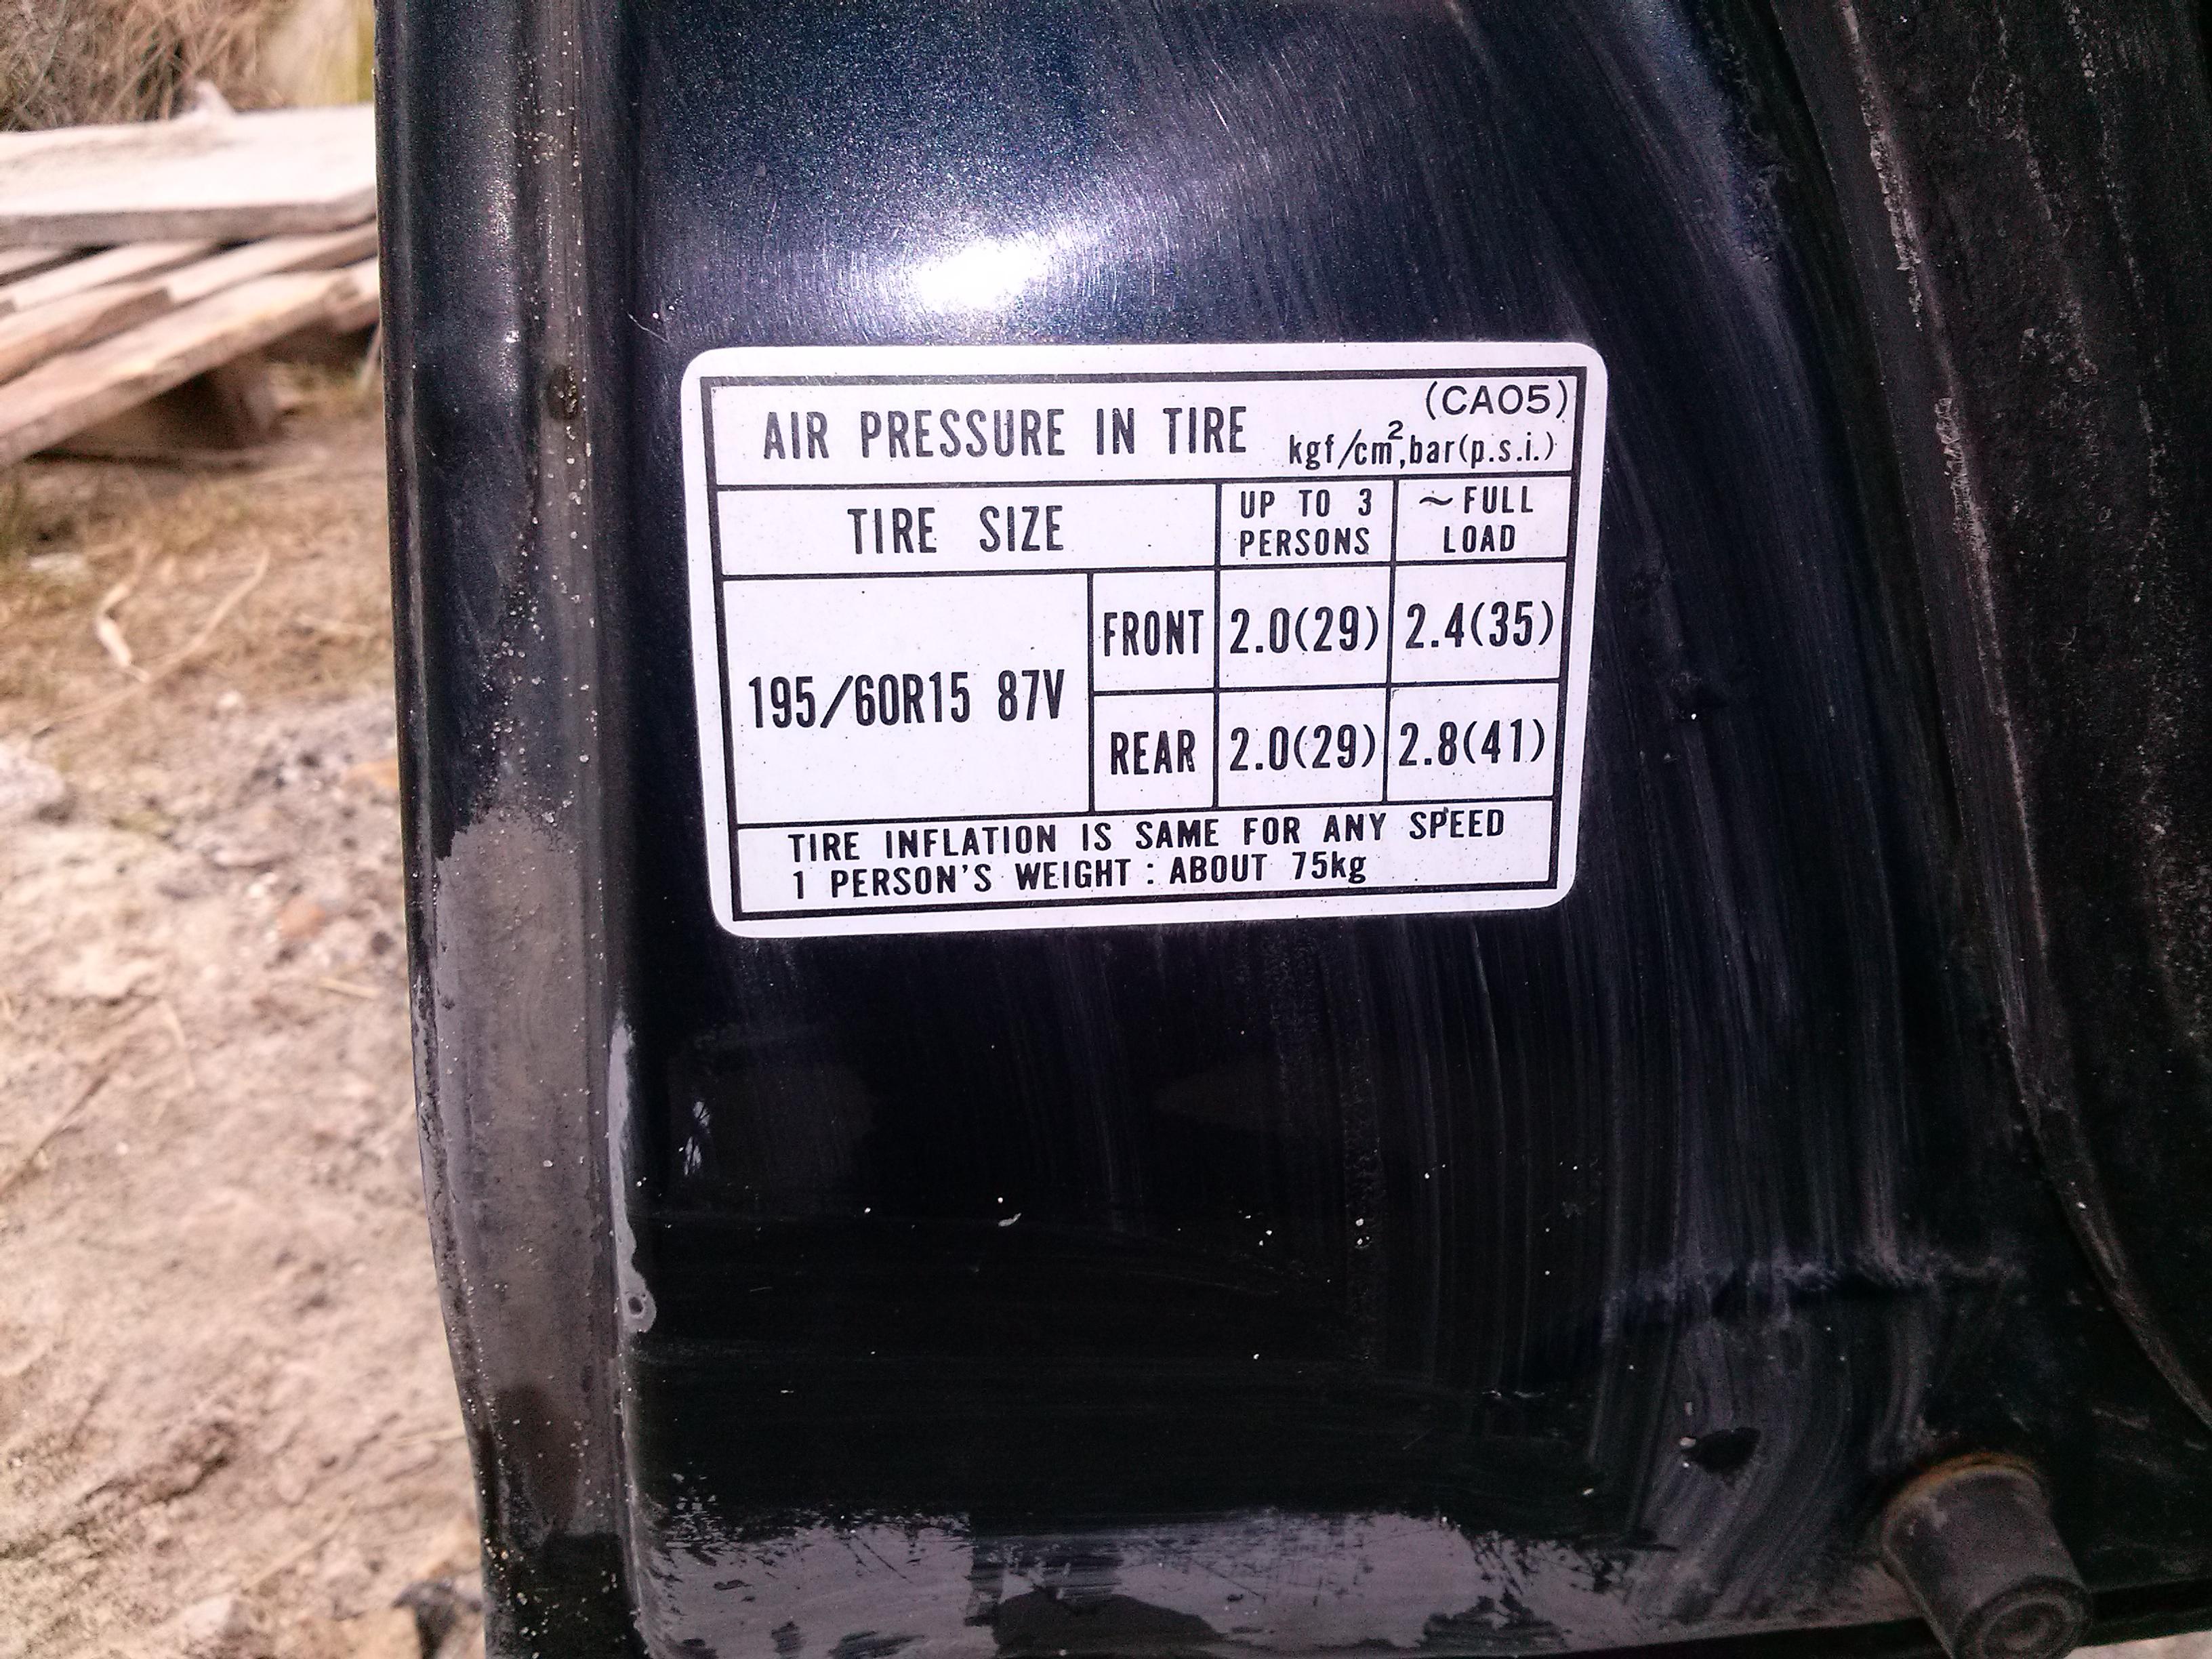 AIR PRESSURE IN TIRE (CA05)
kgf/cm²,bar(p.s.i.)
TIRE SIZE UP TO 3 PERSONS ~FULL LOAD
195/60R15 87V
FRONT 2.0(29) 2.4(35)
REAR 2.0(29) 2.8(41)
TIRE INFLATION IS SAME FOR ANY SPEED
1 PERSON'S WEIGHT : ABOUT 75kg